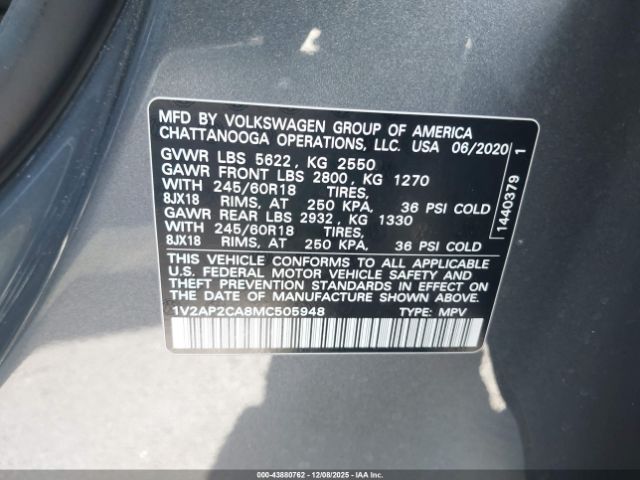 MFD BY VOLKSWAGEN GROUP OF AMERICA
CHATTANOOGA OPERATIONS, LLC. USA 06/2020
GVWR LBS 5622, KG 2550
GAWR FRONT LBS 2800, KG 1270
WITH 245/60R18 TIRES,
8JX18 RIMS, AT 250 KPA, 36 PSI COLD
GAWR REAR LBS 2932, KG 1330
WITH 245/60R18 TIRES,
8JX18 RIMS, AT 250 KPA, 36 PSI COLD
THIS VEHICLE CONFORMS TO ALL APPLICABLE
U.S. FEDERAL MOTOR VEHICLE SAFETY AND
THEFT PREVENTION STANDARDS IN EFFECT ON
THE DATE OF MANUFACTURE SHOWN ABOVE.
1V2AP2CA8MC505948 TYPE: MPV
1440379 1
000-43880762 - 12/08/2025 - IAAI.com